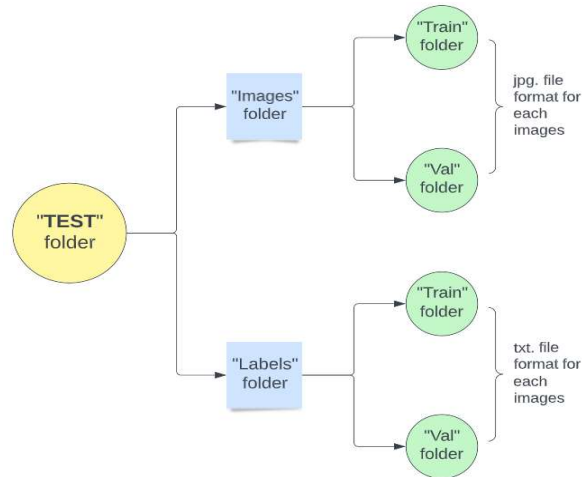 "Train"
folder
"Images"
folder
jpg. file
format for
each
images
"Val"
folder
"TEST"
folder
"Train"
folder
"Labels"
folder
txt. file
format for
each
images
"Val"
folder